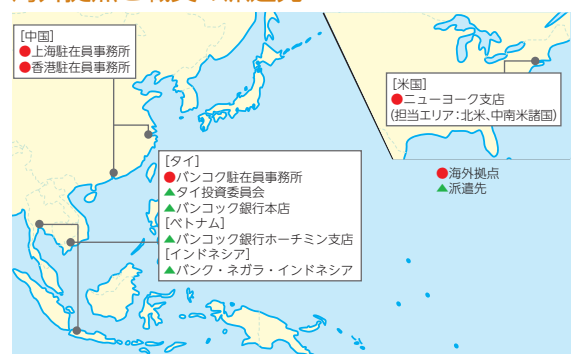 [中国]
●上海駐在員事務所
●香港駐在員事務所
[米国]
●ニューヨーク支店
(担当エリア：北米、中南米諸国)
[タイ]
●バンコク駐在員事務所
▲タイ投資委員会
▲バンコック銀行本店
[ベトナム]
▲バンコック銀行ホーチミン支店
[インドネシア]
▲バンク・ネガラ・インドネシア
●海外拠点
▲派遣先